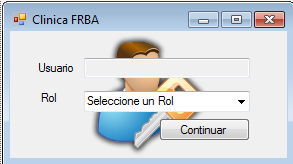 Clinica FRBA
Usuario
Rol Seleccione un Rol
Continuar